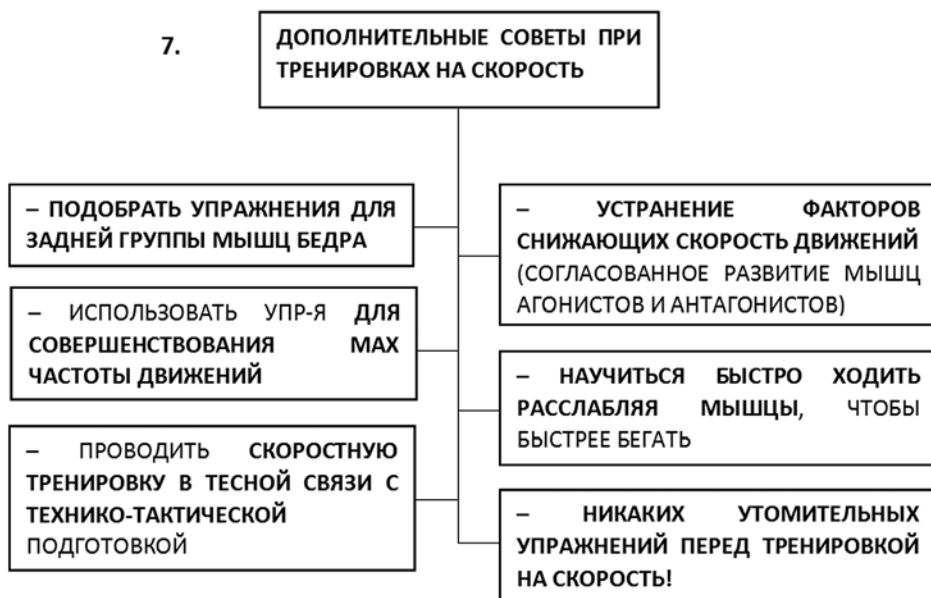 7.
ДОПОЛНИТЕЛЬНЫЕ СОВЕТЫ ПРИ
ТРЕНИРОВКАХ НА СКОРОСТЬ
– ПОДОБРАТЬ УПРАЖНЕНИЯ ДЛЯ
ЗАДНЕЙ ГРУППЫ МЫШЦ БЕДРА
– ИСПОЛЬЗОВАТЬ УПР-Я ДЛЯ
СОВЕРШЕНСТВОВАНИЯ МАХ
ЧАСТОТЫ ДВИЖЕНИЙ
– ПРОВОДИТЬ СКОРОСТНУЮ
ТРЕНИРОВКУ В ТЕСНОЙ СВЯЗИ С
ТЕХНИКО-ТАКТИЧЕСКОЙ
ПОДГОТОВКОЙ
– УСТРАНЕНИЕ ФАКТОРОВ
СНИЖАЮЩИХ СКОРОСТЬ ДВИЖЕНИЙ
(СОГЛАСОВАННОЕ РАЗВИТИЕ МЫШЦ
АГОНИСТОВ И АНТАГОНИСТОВ)
– НАУЧИТЬСЯ БЫСТРО ХОДИТЬ
РАССЛАБЛЯЯ МЫШЦЫ, ЧТОБЫ
БЫСТРЕЕ БЕГАТЬ
– НИКАКИХ УТОМИТЕЛЬНЫХ
УПРАЖНЕНИЙ ПЕРЕД ТРЕНИРОВКОЙ
НА СКОРОСТЬ!